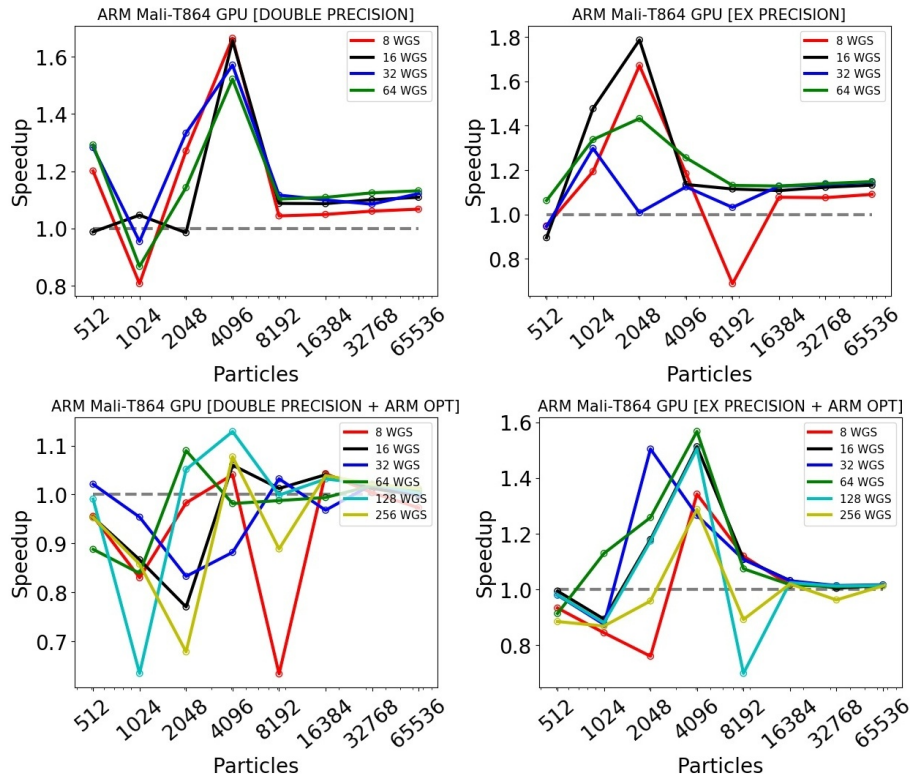 ARM Mali-T864 GPU [DOUBLE PRECISION]
Speedup
1.6
1.4
1.2
1.0
0.8
8 WGS
16 WGS
32 WGS
64 WGS
512
1024
2048
4096
8192
16384
32768
65536
Particles
ARM Mali-T864 GPU [EX PRECISION]
Speedup
1.8
1.6
1.4
1.2
1.0
0.8
8 WGS
16 WGS
32 WGS
64 WGS
512
1024
2048
4096
8192
16384
32768
65536
Particles
ARM Mali-T864 GPU [DOUBLE PRECISION + ARM OPT]
Speedup
1.1
1.0
0.9
0.8
0.7
8 WGS
16 WGS
32 WGS
64 WGS
128 WGS
256 WGS
512
1024
2048
4096
8192
16384
32768
65536
Particles
ARM Mali-T864 GPU [EX PRECISION + ARM OPT]
Speedup
1.6
1.4
1.2
1.0
0.8
8 WGS
16 WGS
32 WGS
64 WGS
128 WGS
256 WGS
512
1024
2048
4096
8192
16384
32768
65536
Particles